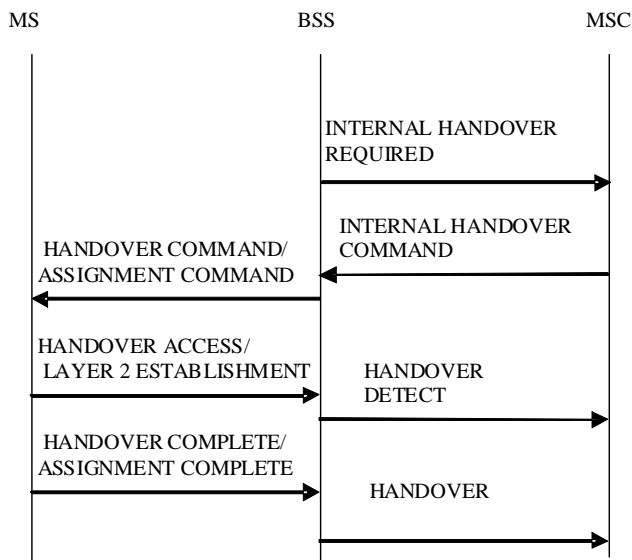 MS BSS MSC
INTERNAL HANDOVER
REQUIRED
INTERNAL HANDOVER
COMMAND
HANDOVER COMMAND/
ASSIGNMENT COMMAND
HANDOVER ACCESS/
LAYER 2 ESTABLISHMENT
HANDOVER
DETECT
HANDOVER COMPLETE/
ASSIGNMENT COMPLETE
HANDOVER